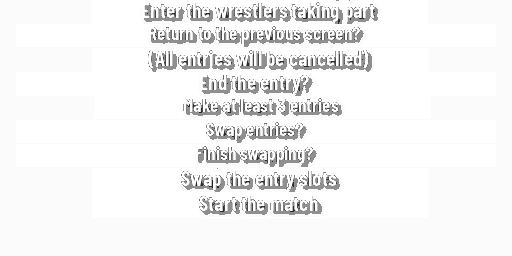 Enter the wrestlers taking part
Return to the previous screen?
(All entries will be cancelled)
End the entry?
Make at least 3 entries
Swap entries?
Finish swapping?
Swap the entry slots
Start the match